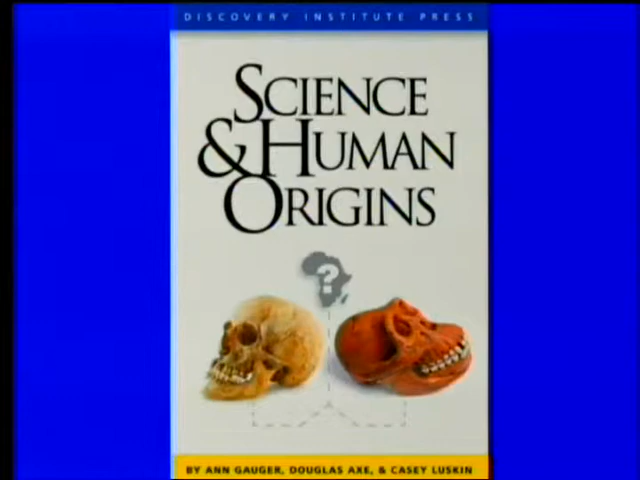 DISCOVERY INSTITUTE PRESS
SCIENCE
& HUMAN
ORIGINS
?
BY ANN GAUGER, DOUGLAS AXE, & CASEY LUSKIN